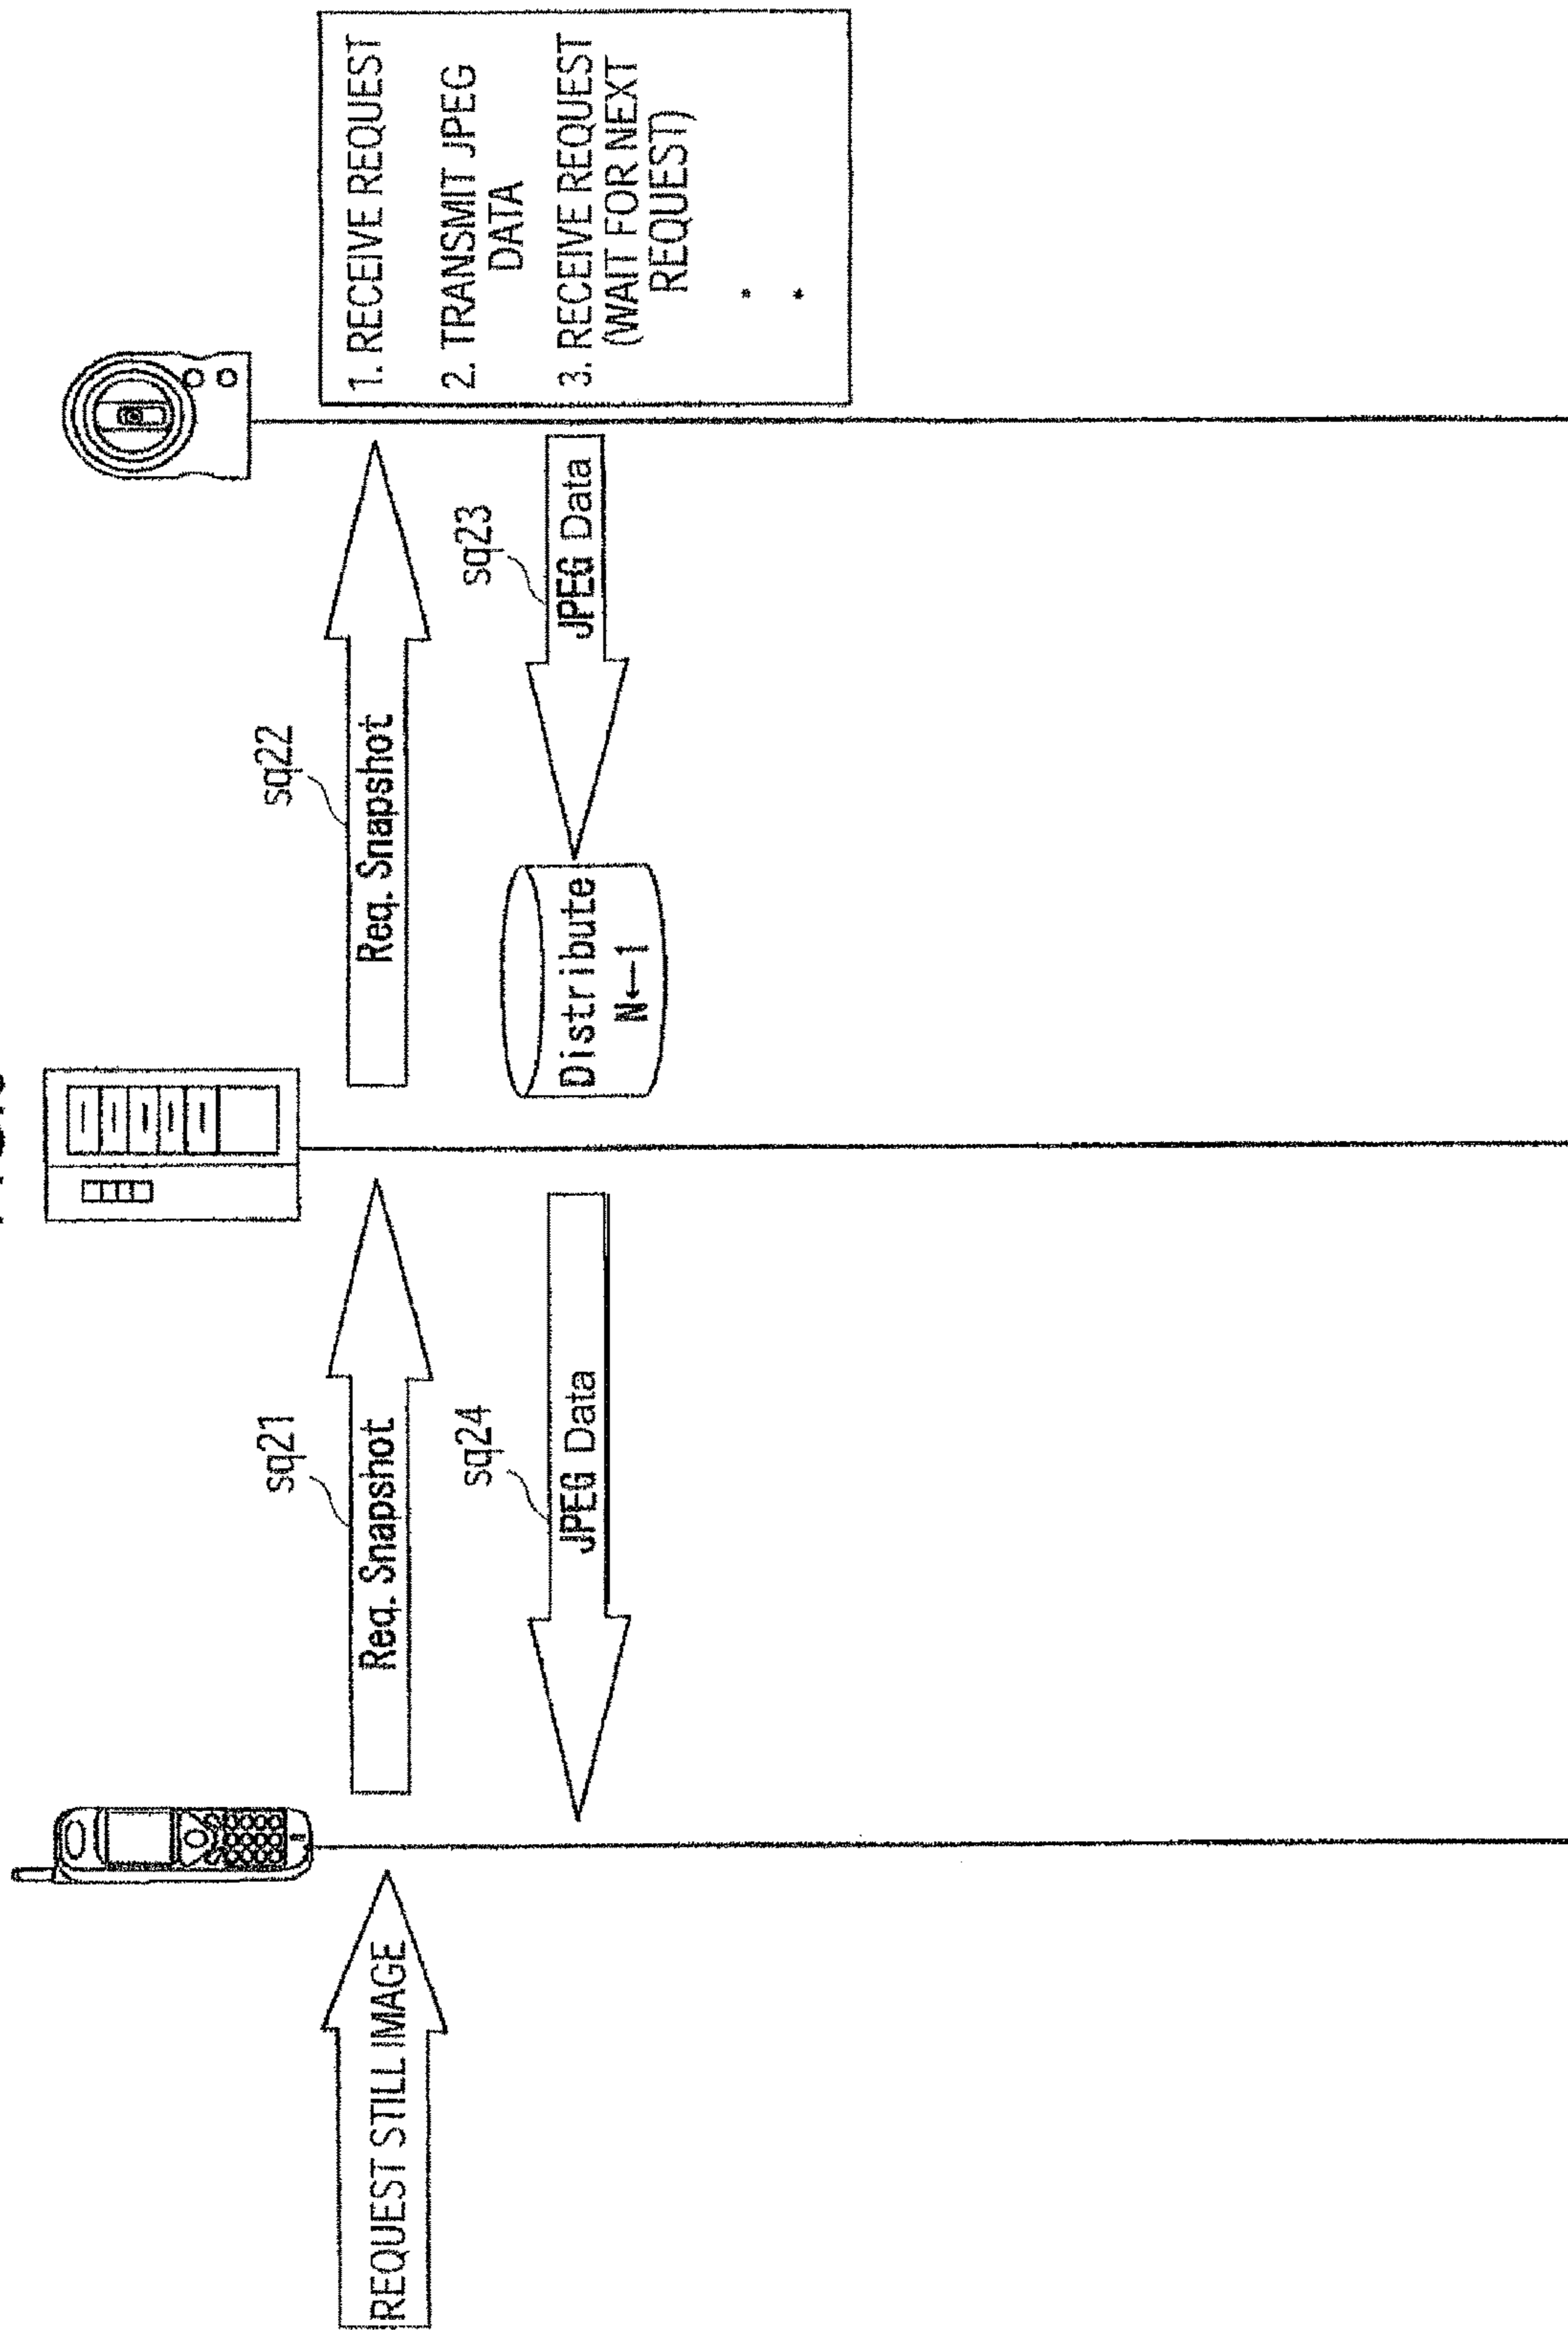 REQUEST STILL IMAGE
sq21
Req. Snapshot
sq22
Req. Snapshot
sq24
JPEG Data
Distribute
N←1
sq23
JPEG Data
1. RECEIVE REQUEST
2. TRANSMIT JPEG
DATA
3. RECEIVE REQUEST
(WAIT FOR NEXT
REQUEST)